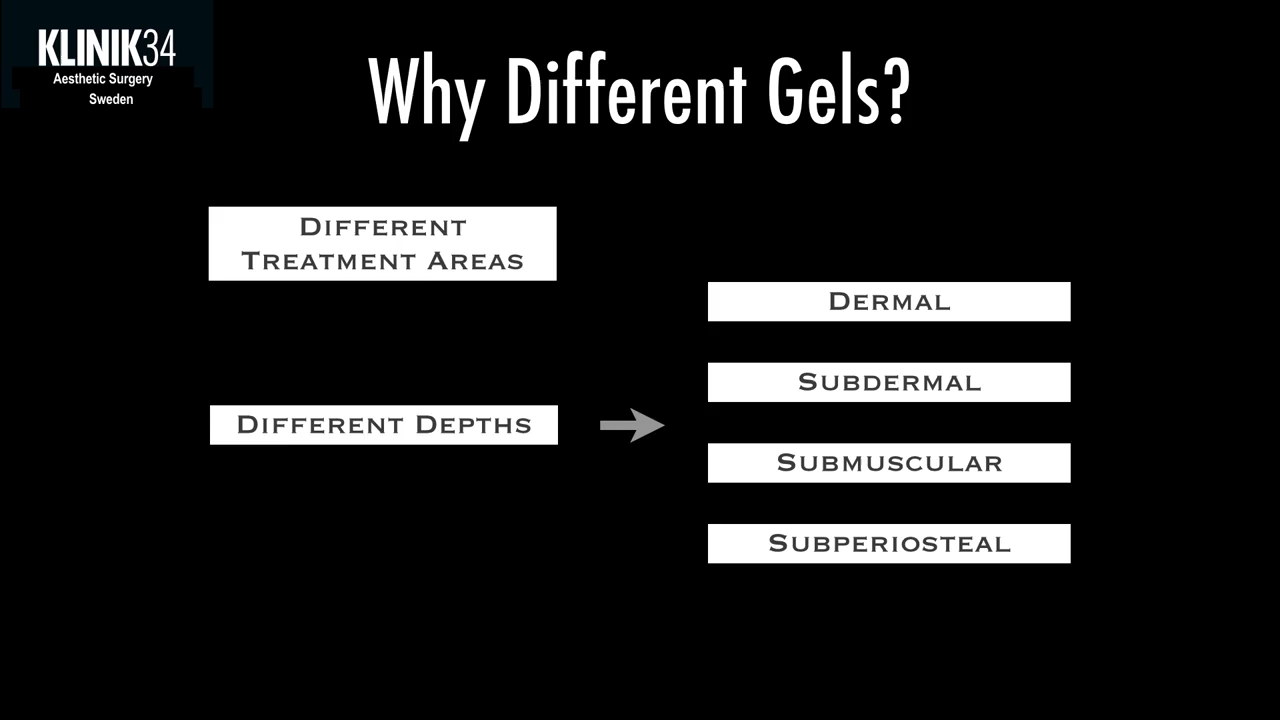 KLINIK34
Aesthetic Surgery
Sweden
Why Different Gels?
DIFFERENT
TREATMENT AREAS
DIFFERENT DEPTHS
DERMAL
SUBDERMAL
SUBMUSCULAR
SUBPERIOSTEAL